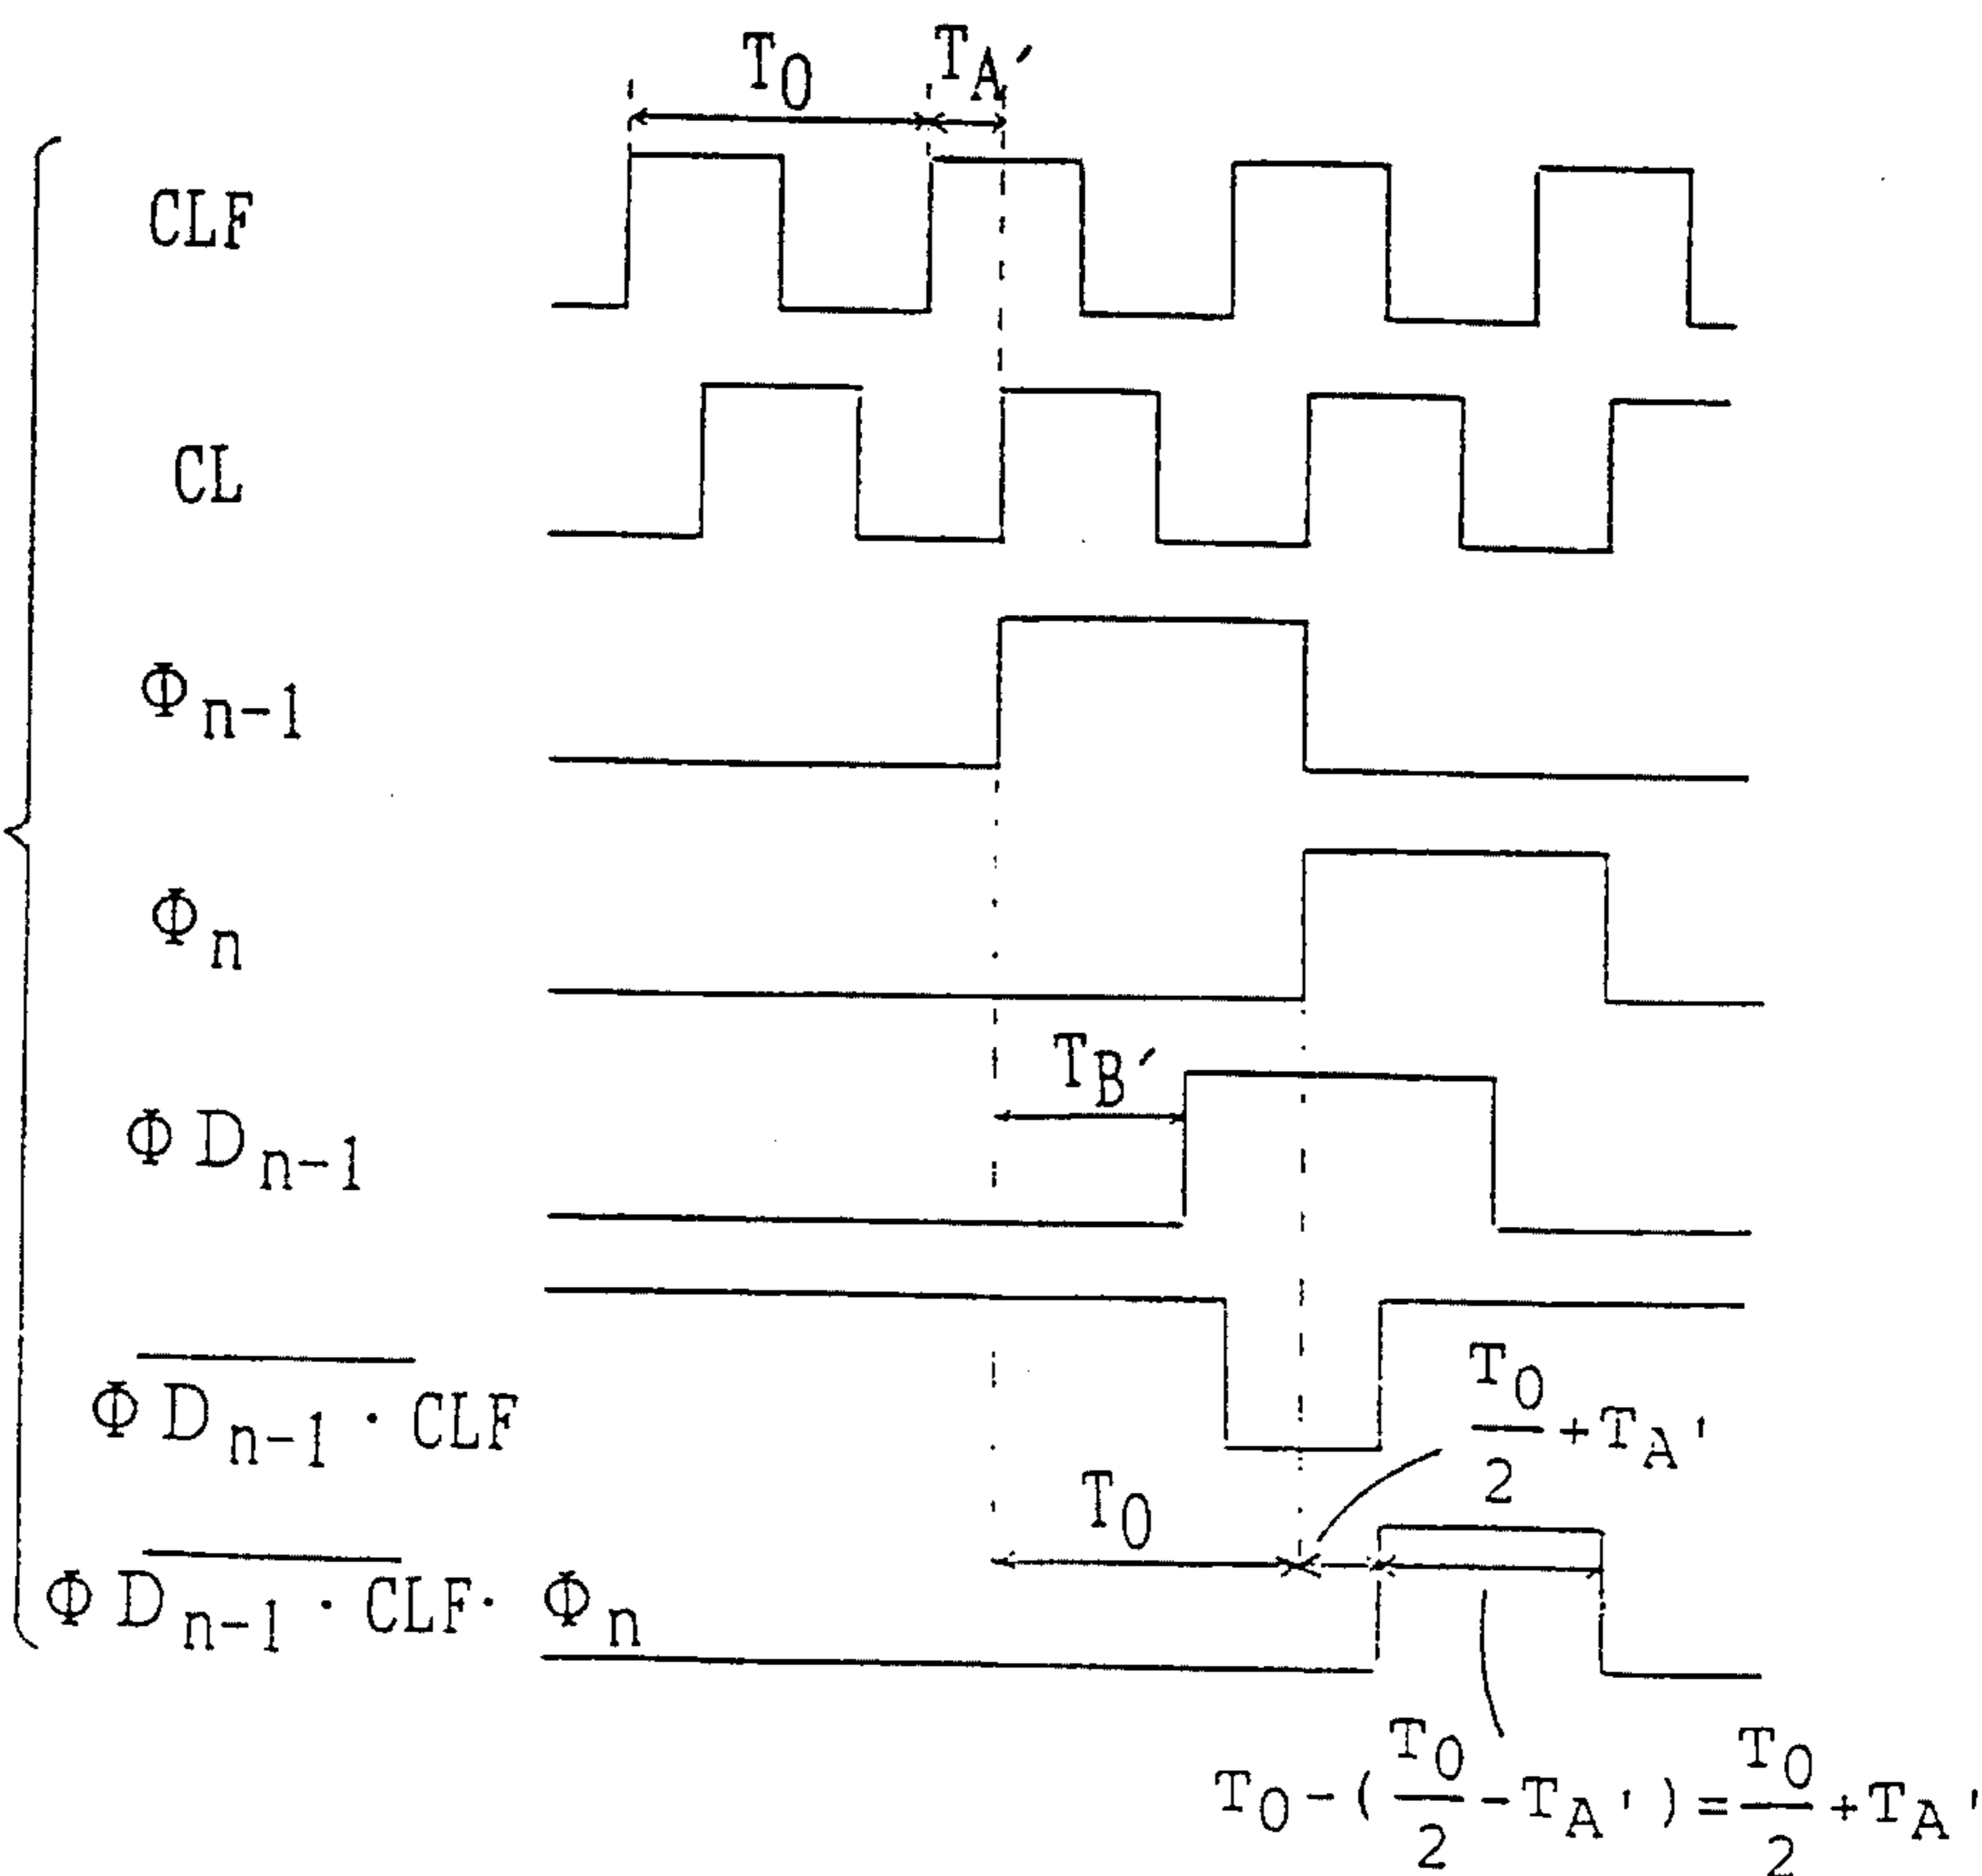 T0 TA′
CLF
CL
Φn-1
Φn
TB′
ΦDn-1
T0/2+TA'
ΦDn-1・CLF
T0
ΦDn-1・CLF・Φn
T0-(T0/2-TA')=T0/2+TA'